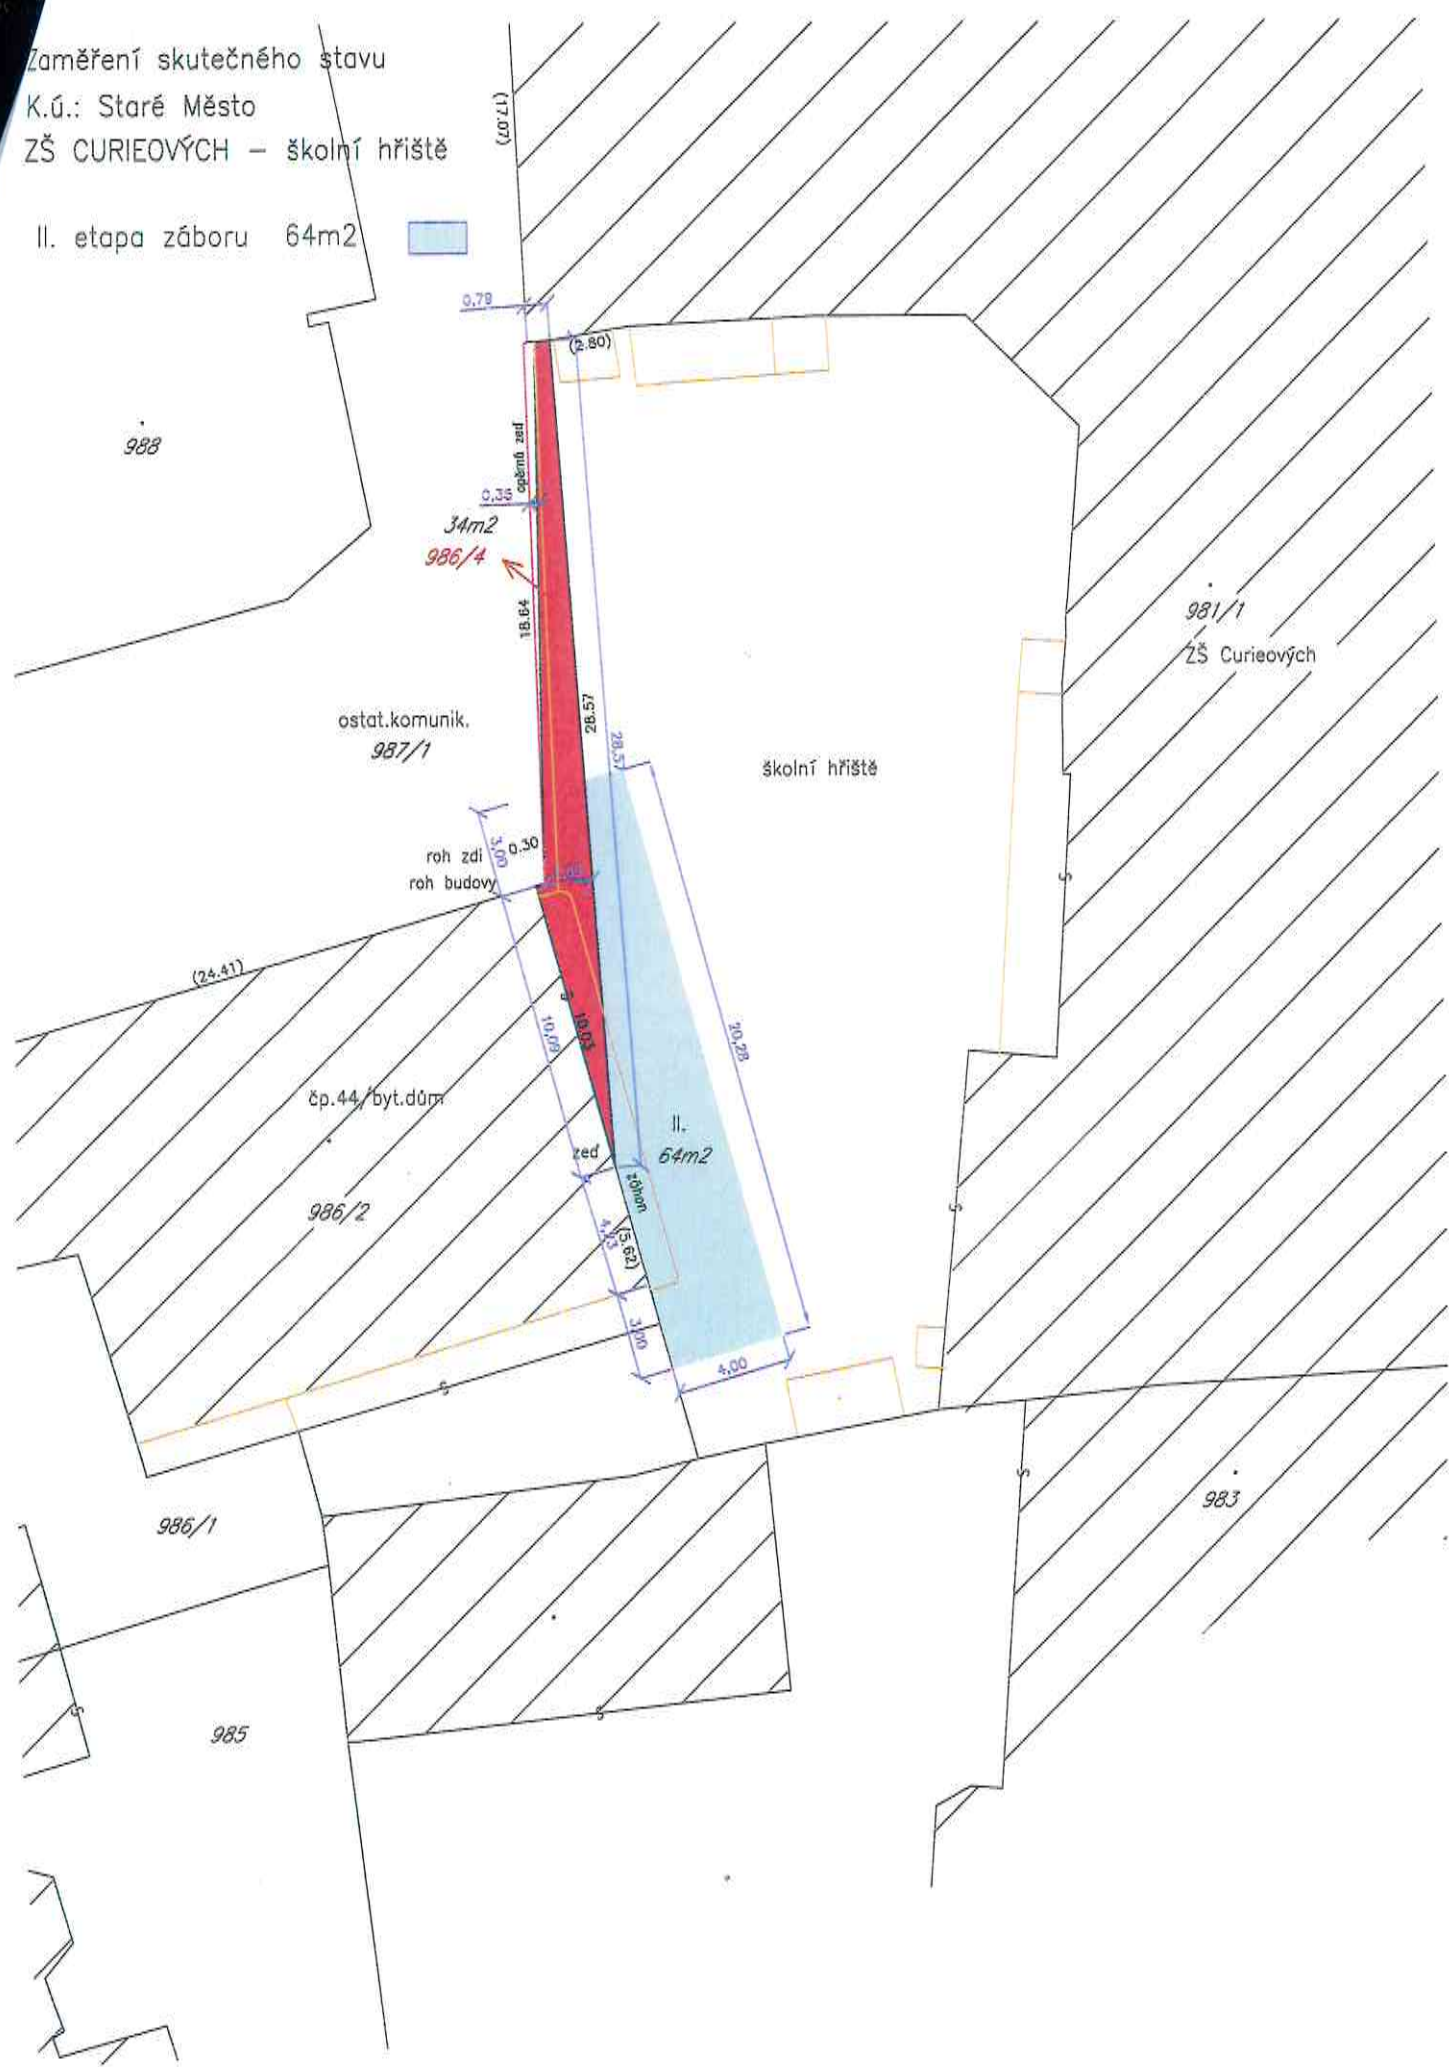 Zaměření skutečného stavu
K.ú.: Staré Město
ZŠ CURIEOVÝCH – školní hřiště
II. etapa záboru 64m2
(17.07)
0,79
(2.80)
988
opěrná zeď
0,35
34m2
986/4
18.64
981/1
ZŠ Curieových
28.57
28,57
ostat.komunik.
987/1
školní hřiště
3,00
0.30
roh zdi
roh budovy
(24.41)
10,09
10.03
20,28
čp.44/byt.dům
II.
64m2
zeď
záhon
986/2
4,23
(5.62)
3,00
4,00
983
986/1
985